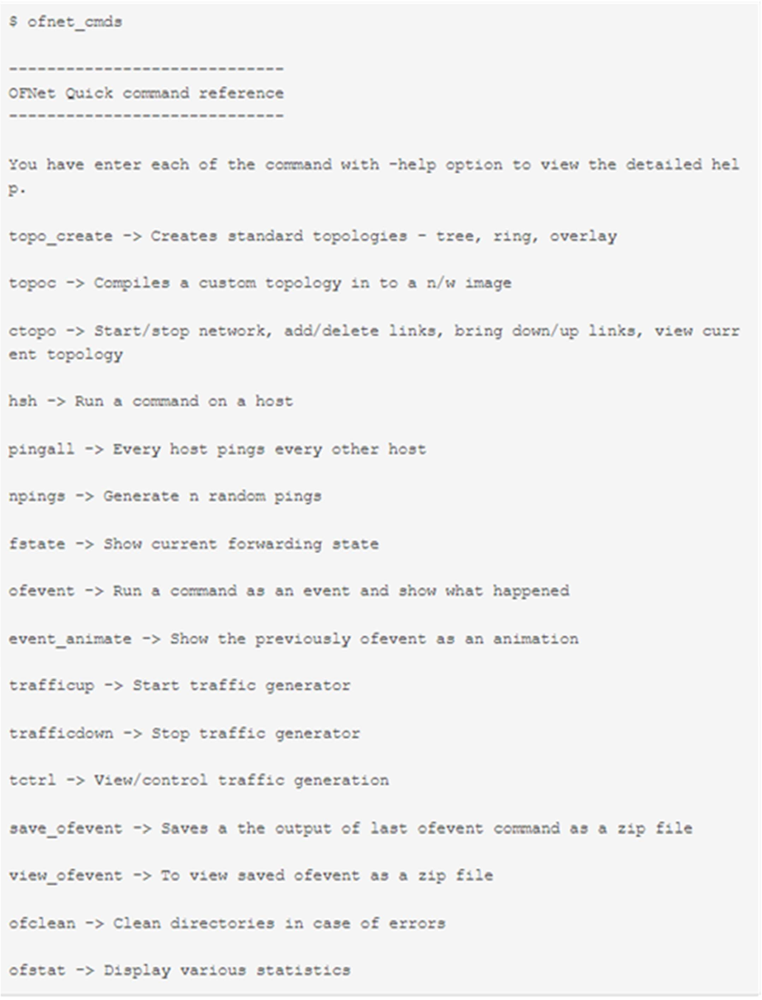 $ ofnet_cmds
-----------------------------
OFNet Quick command reference
-----------------------------
You have enter each of the command with -help option to view the detailed hel
p.
topo_create -> Creates standard topologies - tree, ring, overlay
topoc -> Compiles a custom topology in to a n/w image
ctopo -> Start/stop network, add/delete links, bring down/up links, view curr
ent topology
hsh -> Run a command on a host
pingall -> Every host pings every other host
npings -> Generate n random pings
fstate -> Show current forwarding state
ofevent -> Run a command as an event and show what happened
event_animate -> Show the previously ofevent as an animation
trafficup -> Start traffic generator
trafficdown -> Stop traffic generator
tctrl -> View/control traffic generation
save_ofevent -> Saves a the output of last ofevent command as a zip file
view_ofevent -> To view saved ofevent as a zip file
ofclean -> Clean directories in case of errors
ofstat -> Display various statistics